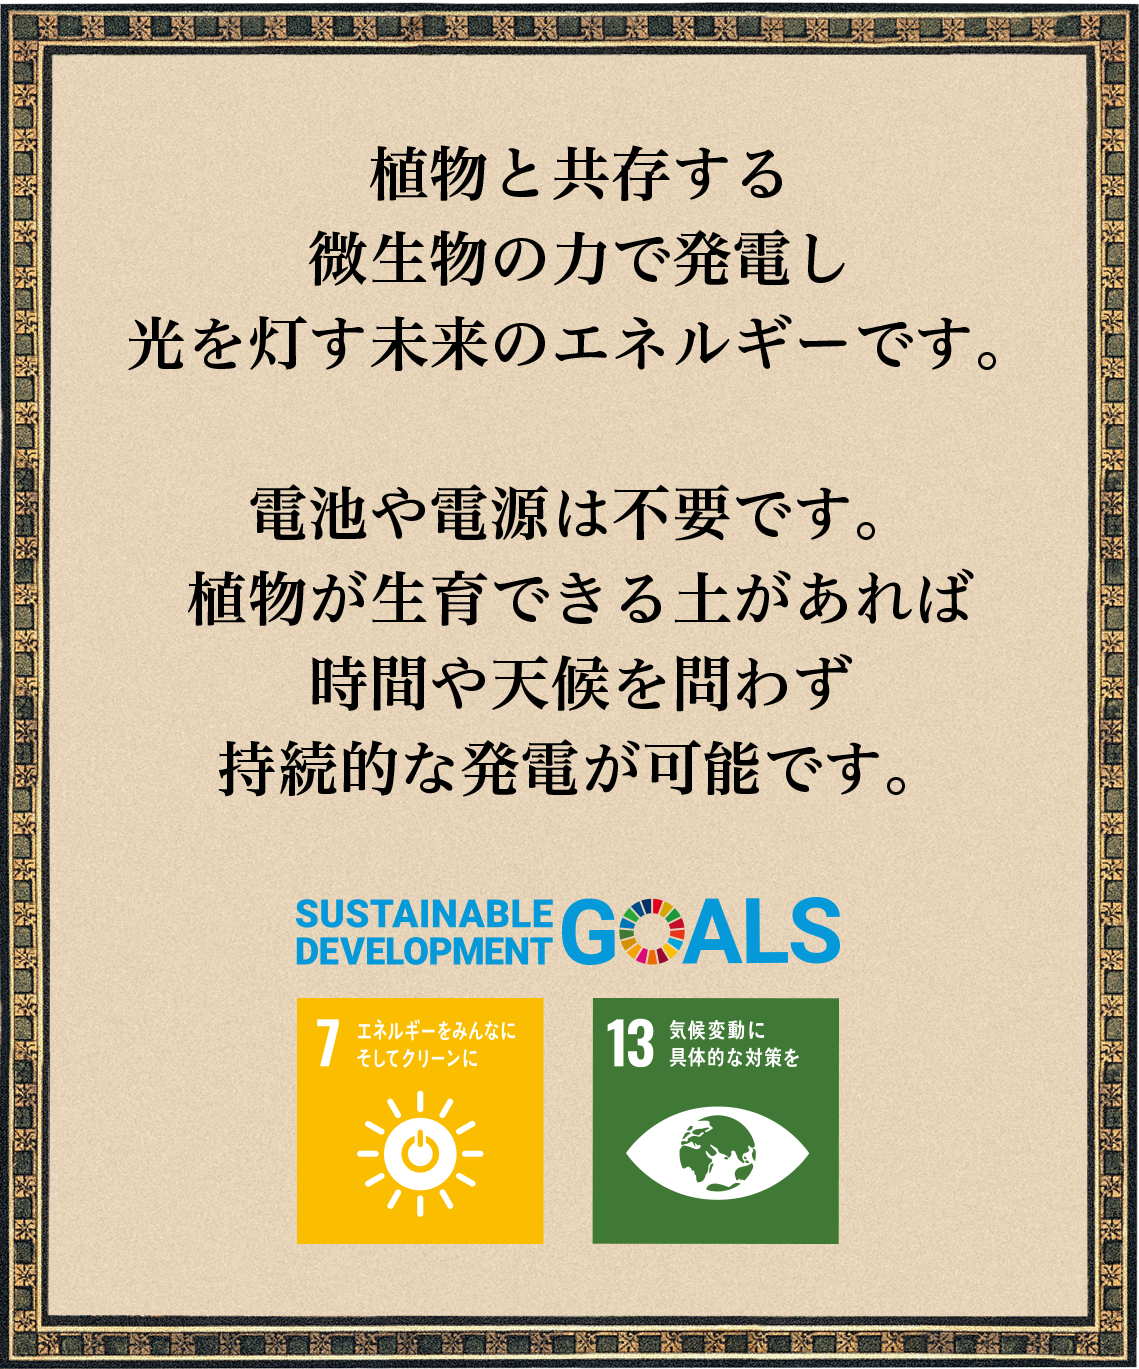 植物と共存する
微生物の力で発電し
光を灯す未来のエネルギーです。
電池や電源は不要です。
植物が生育できる土があれば
時間や天候を問わず
持続的な発電が可能です。
SUSTAINABLE
DEVELOPMENT
GOALS
7
エネルギーをみんなに
そしてクリーンに
13
気候変動に
具体的な対策を